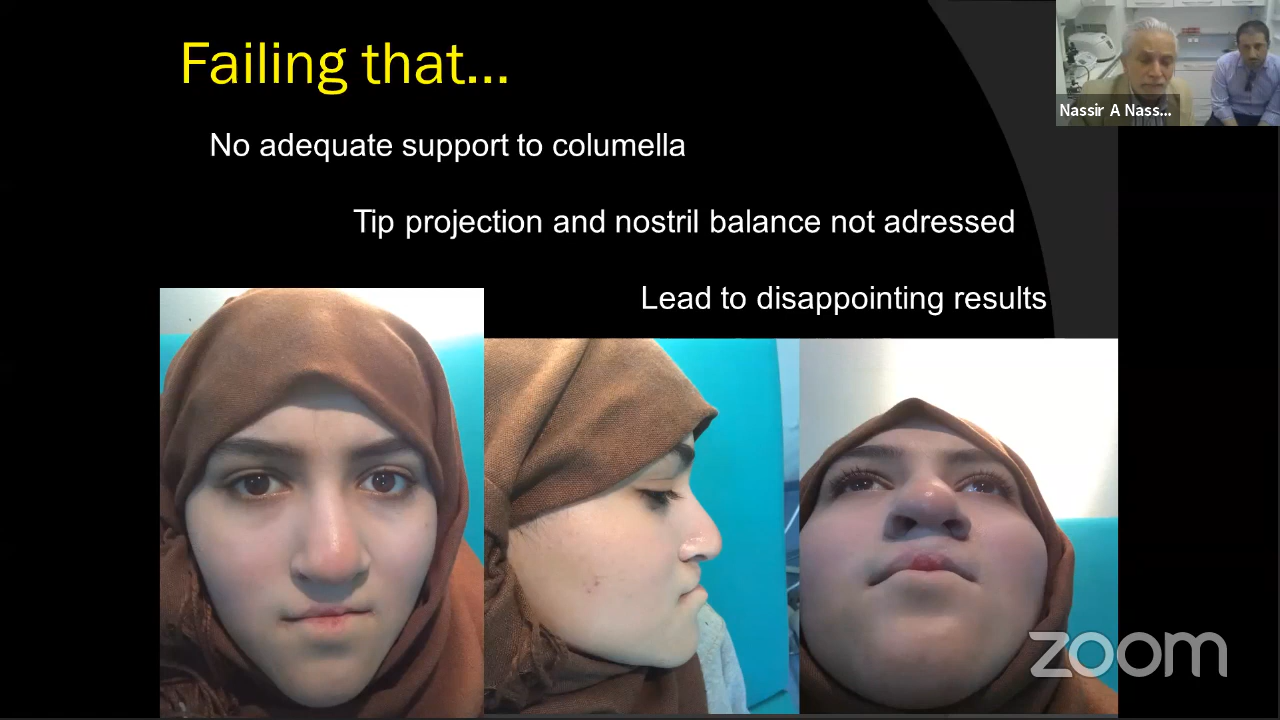 Failing that...
Nassir A Nass...
No adequate support to columella
Tip projection and nostril balance not adressed
Lead to disappointing results
zoom